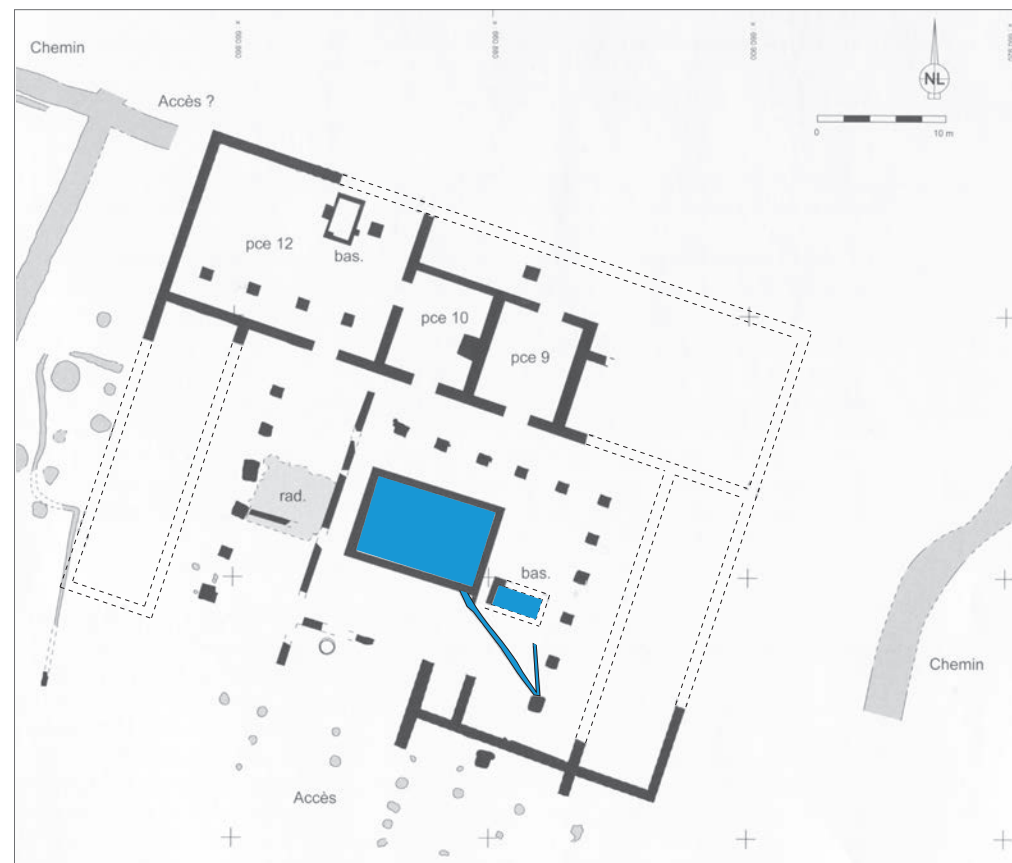 Chemin
Accès ?
NL
0
10 m
pce 12
bas.
pce 10
pce 9
rad.
bas.
Chemin
Accès